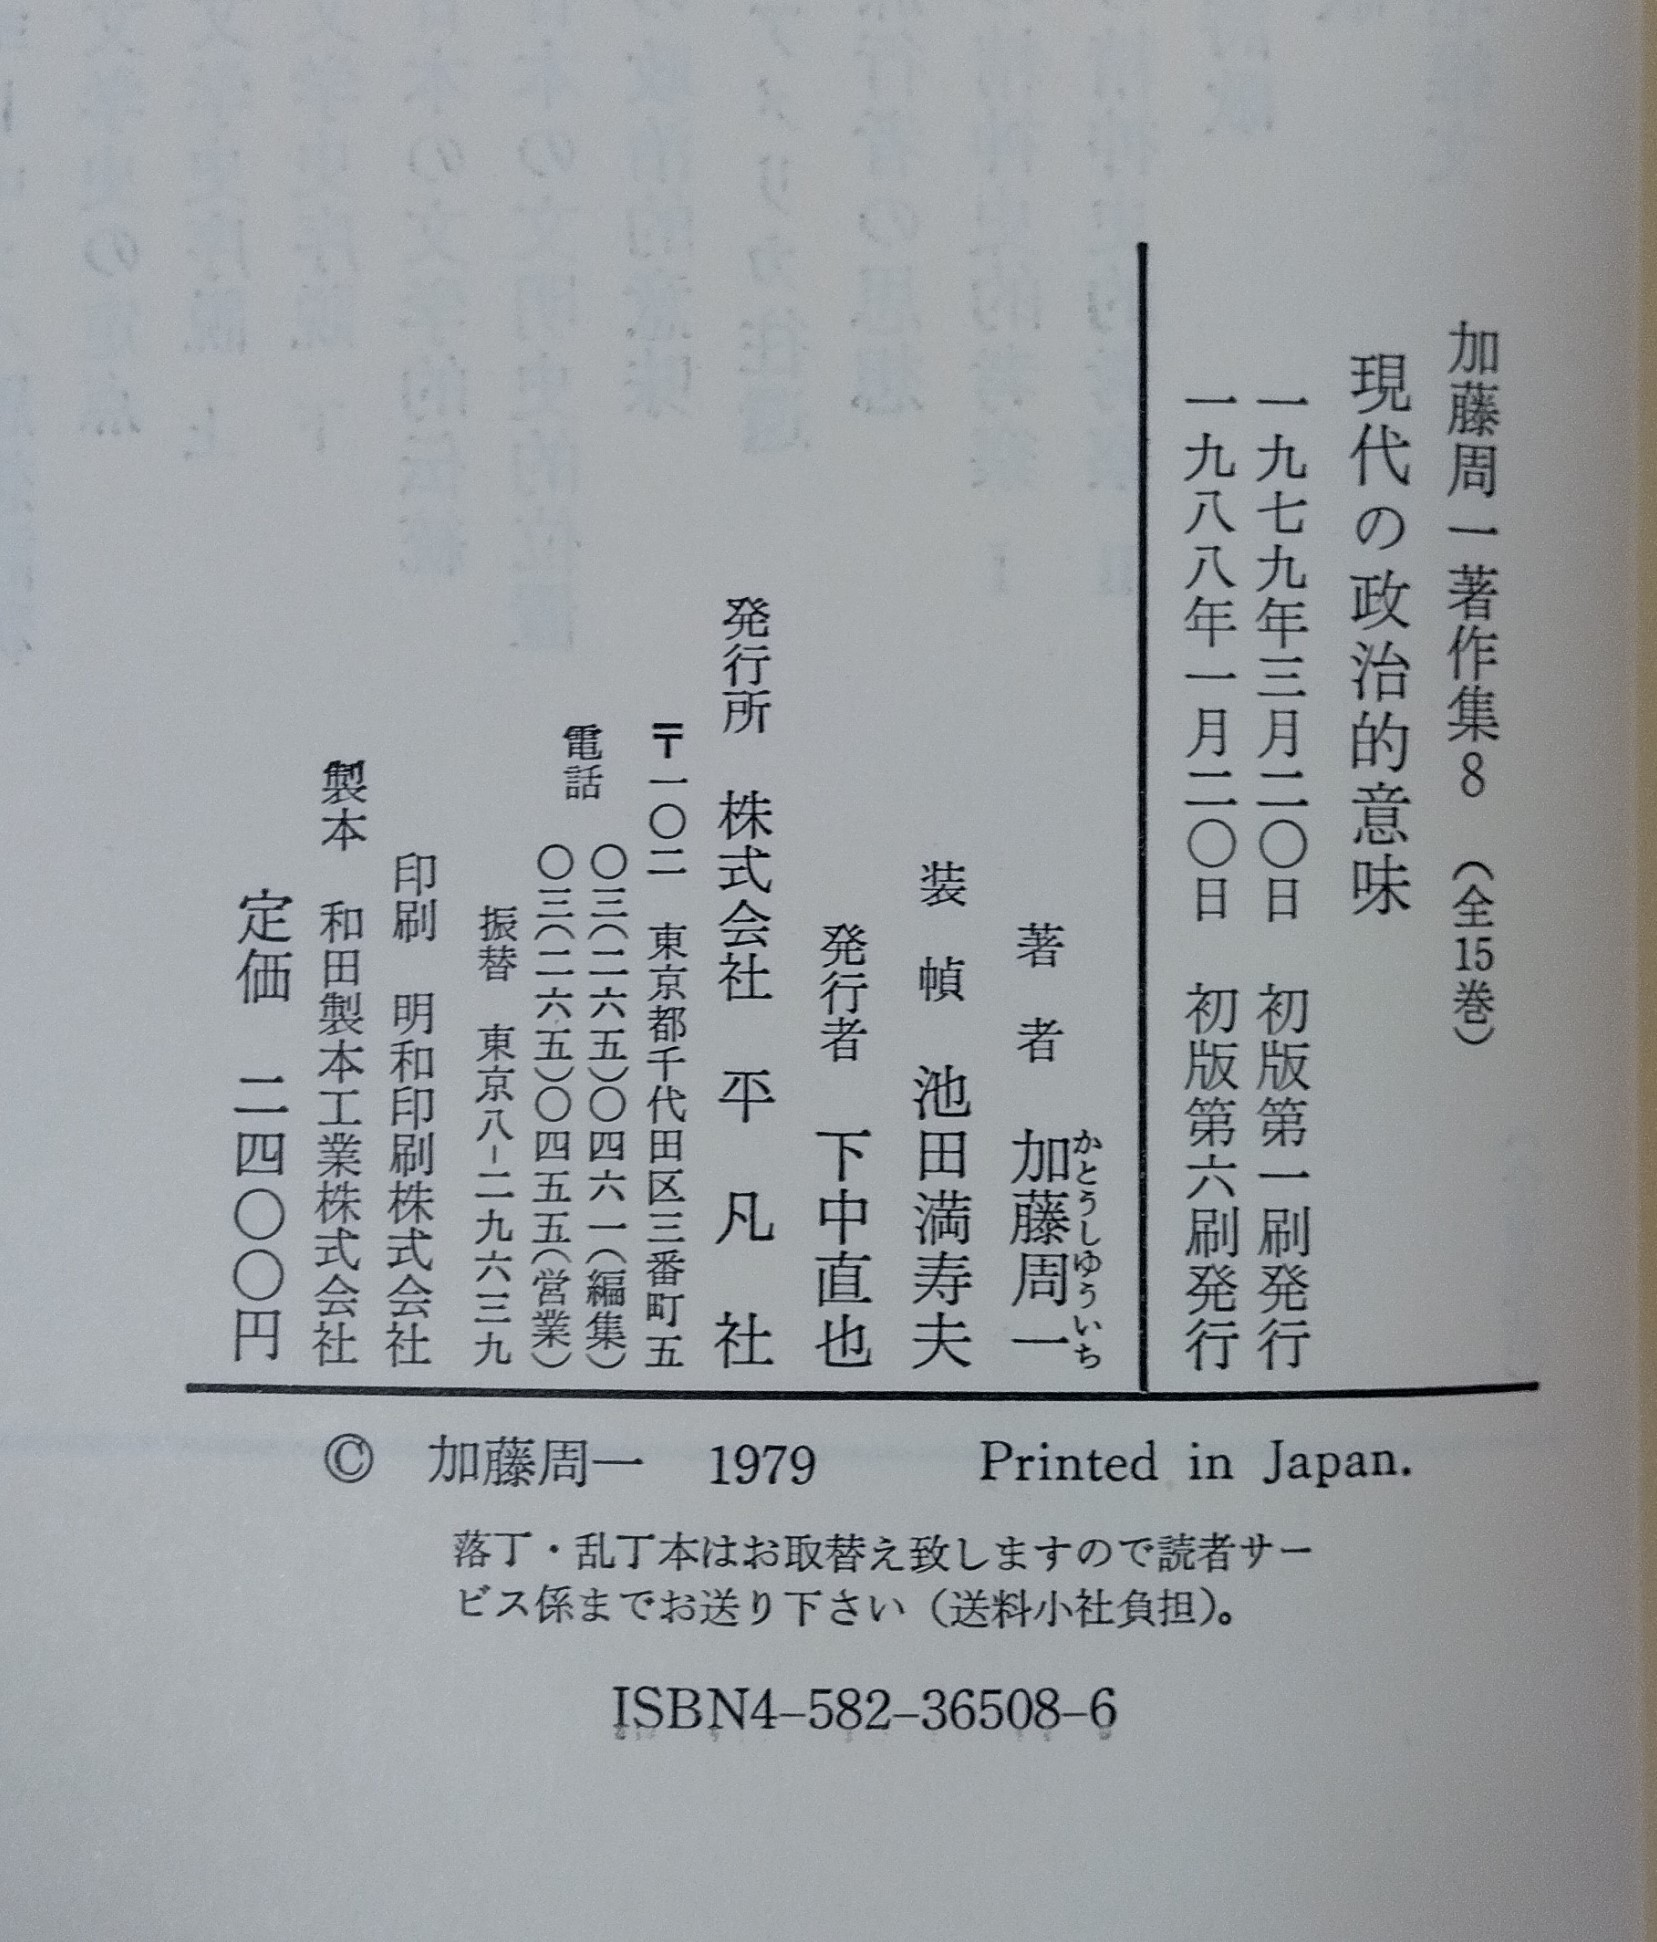 加藤周一著作集8（全15巻）
現代の政治的意味
一九七九年三月二〇日　初版第一刷発行
一九八八年一月二〇日　初版第六刷発行
著者　加藤周一
かとうしゆういち
装幀　池田満寿夫
発行者　下中直也
発行所　株式会社　平凡社
〒一〇二　東京都千代田区三番町五
電話　〇三(二六五)〇四六一(編集)
〇三(二六五)〇四五五(営業)
振替　東京八-二九六三九
印刷　明和印刷株式会社
製本　和田製本工業株式会社
定価　二四〇〇円
© 加藤周一　1979　Printed in Japan.
落丁・乱丁本はお取替え致しますので読者サー
ビス係までお送り下さい（送料小社負担）。
ISBN4-582-36508-6